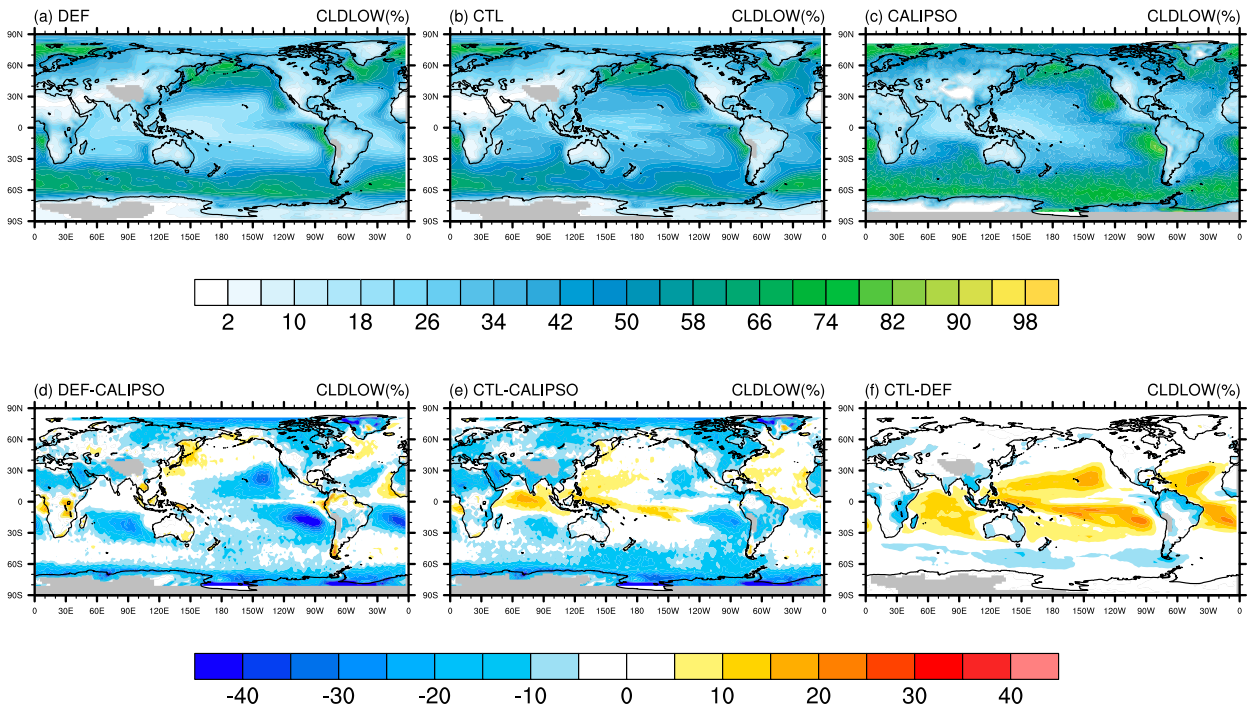 (a) DEF CLDLOW(%) (b) CTL CLDLOW(%) (c) CALIPSO CLDLOW(%)
90N 90N 90N
60N 60N 60N
30N 30N 30N
0 0 0
30S 30S 30S
60S 60S 60S
90S 90S 90S
0 30E 60E 90E 120E 150E 180 150W 120W 90W 60W 30W 0 0 30E 60E 90E 120E 150E 180 150W 120W 90W 60W 30W 0 0 30E 60E 90E 120E 150E 180 150W 120W 90W 60W 30W 0
2 10 18 26 34 42 50 58 66 74 82 90 98
(d) DEF-CALIPSO CLDLOW(%) (e) CTL-CALIPSO CLDLOW(%) (f) CTL-DEF CLDLOW(%)
90N 90N 90N
60N 60N 60N
30N 30N 30N
0 0 0
30S 30S 30S
60S 60S 60S
90S 90S 90S
0 30E 60E 90E 120E 150E 180 150W 120W 90W 60W 30W 0 0 30E 60E 90E 120E 150E 180 150W 120W 90W 60W 30W 0 0 30E 60E 90E 120E 150E 180 150W 120W 90W 60W 30W 0
-40 -30 -20 -10 0 10 20 30 40